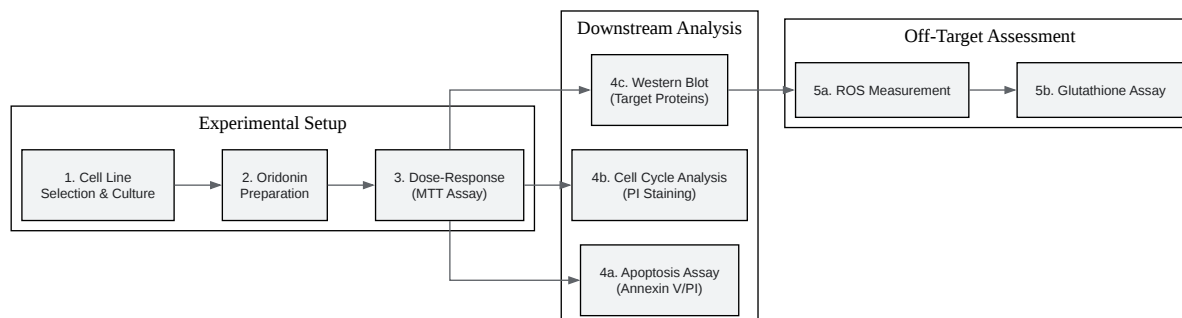 Experimental Setup
1. Cell Line
Selection & Culture
2. Oridonin
Preparation
3. Dose-Response
(MTT Assay)
Downstream Analysis
4c. Western Blot
(Target Proteins)
4b. Cell Cycle Analysis
(PI Staining)
4a. Apoptosis Assay
(Annexin V/PI)
Off-Target Assessment
5a. ROS Measurement
5b. Glutathione Assay